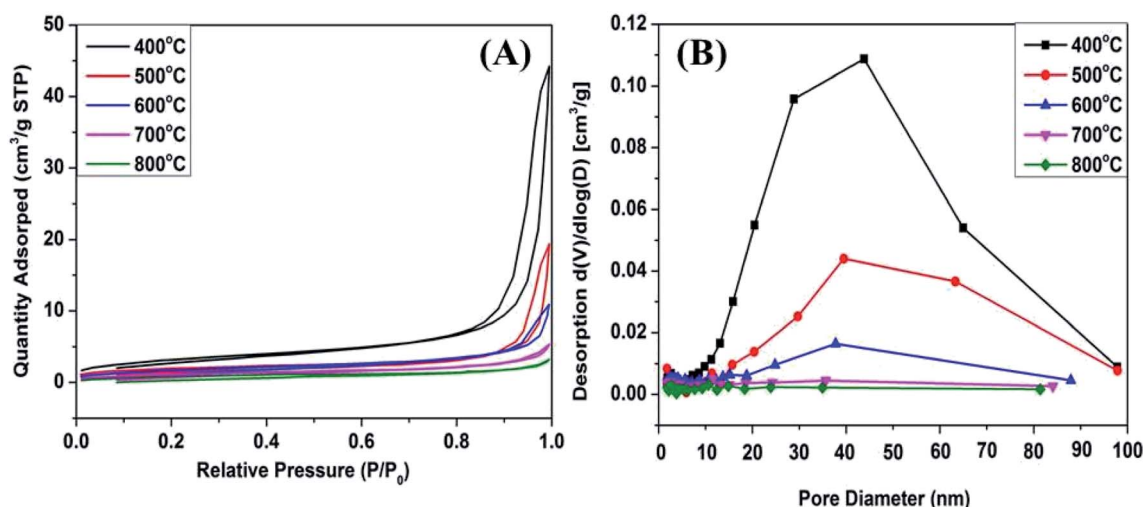 (A)
400°C
500°C
600°C
700°C
800°C
Quantity Adsorped (cm³/g STP)
50
40
30
20
10
0
0.0 0.2 0.4 0.6 0.8 1.0
Relative Pressure (P/P₀)
(B)
400°C
500°C
600°C
700°C
800°C
Desorption d(V)/dlog(D) [cm³/g]
0.12
0.10
0.08
0.06
0.04
0.02
0.00
0 10 20 30 40 50 60 70 80 90 100
Pore Diameter (nm)